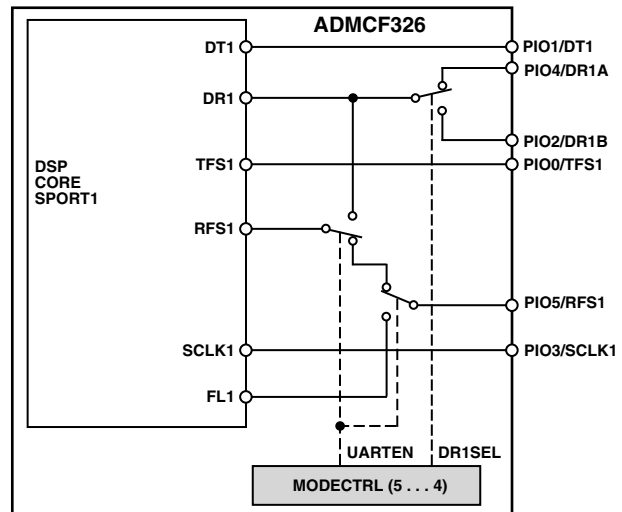 ADMCF326
DT1
PIO1/DT1
PIO4/DR1A
DR1
PIO2/DR1B
DSP
CORE
SPORT1
TFS1
PIO0/TFS1
RFS1
PIO5/RFS1
SCLK1
PIO3/SCLK1
FL1
UARTEN
DR1SEL
MODECTRL (5 . . . 4)